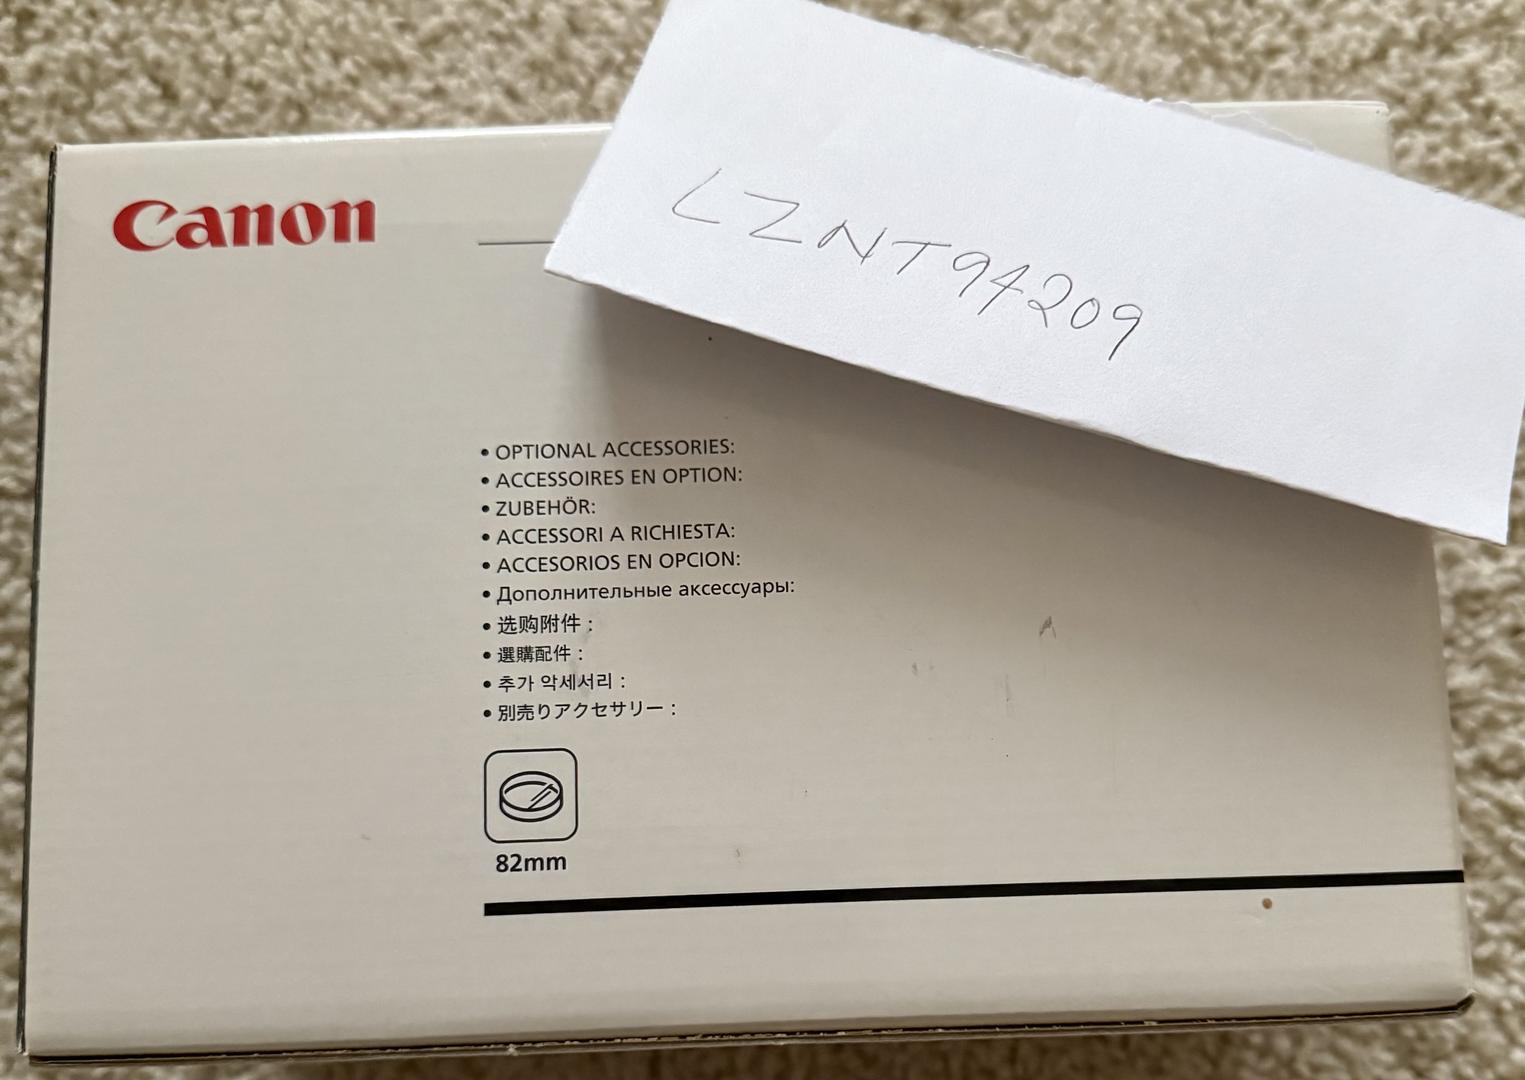 Canon
LZNT94209
• OPTIONAL ACCESSORIES:
• ACCESSOIRES EN OPTION:
• ZUBEHÖR:
• ACCESSORI A RICHIESTA:
• ACCESORIOS EN OPCION:
• Дополнительные аксессуары:
• 选购附件：
• 選購配件：
• 추가 악세서리 :
• 別売りアクセサリー：
82mm